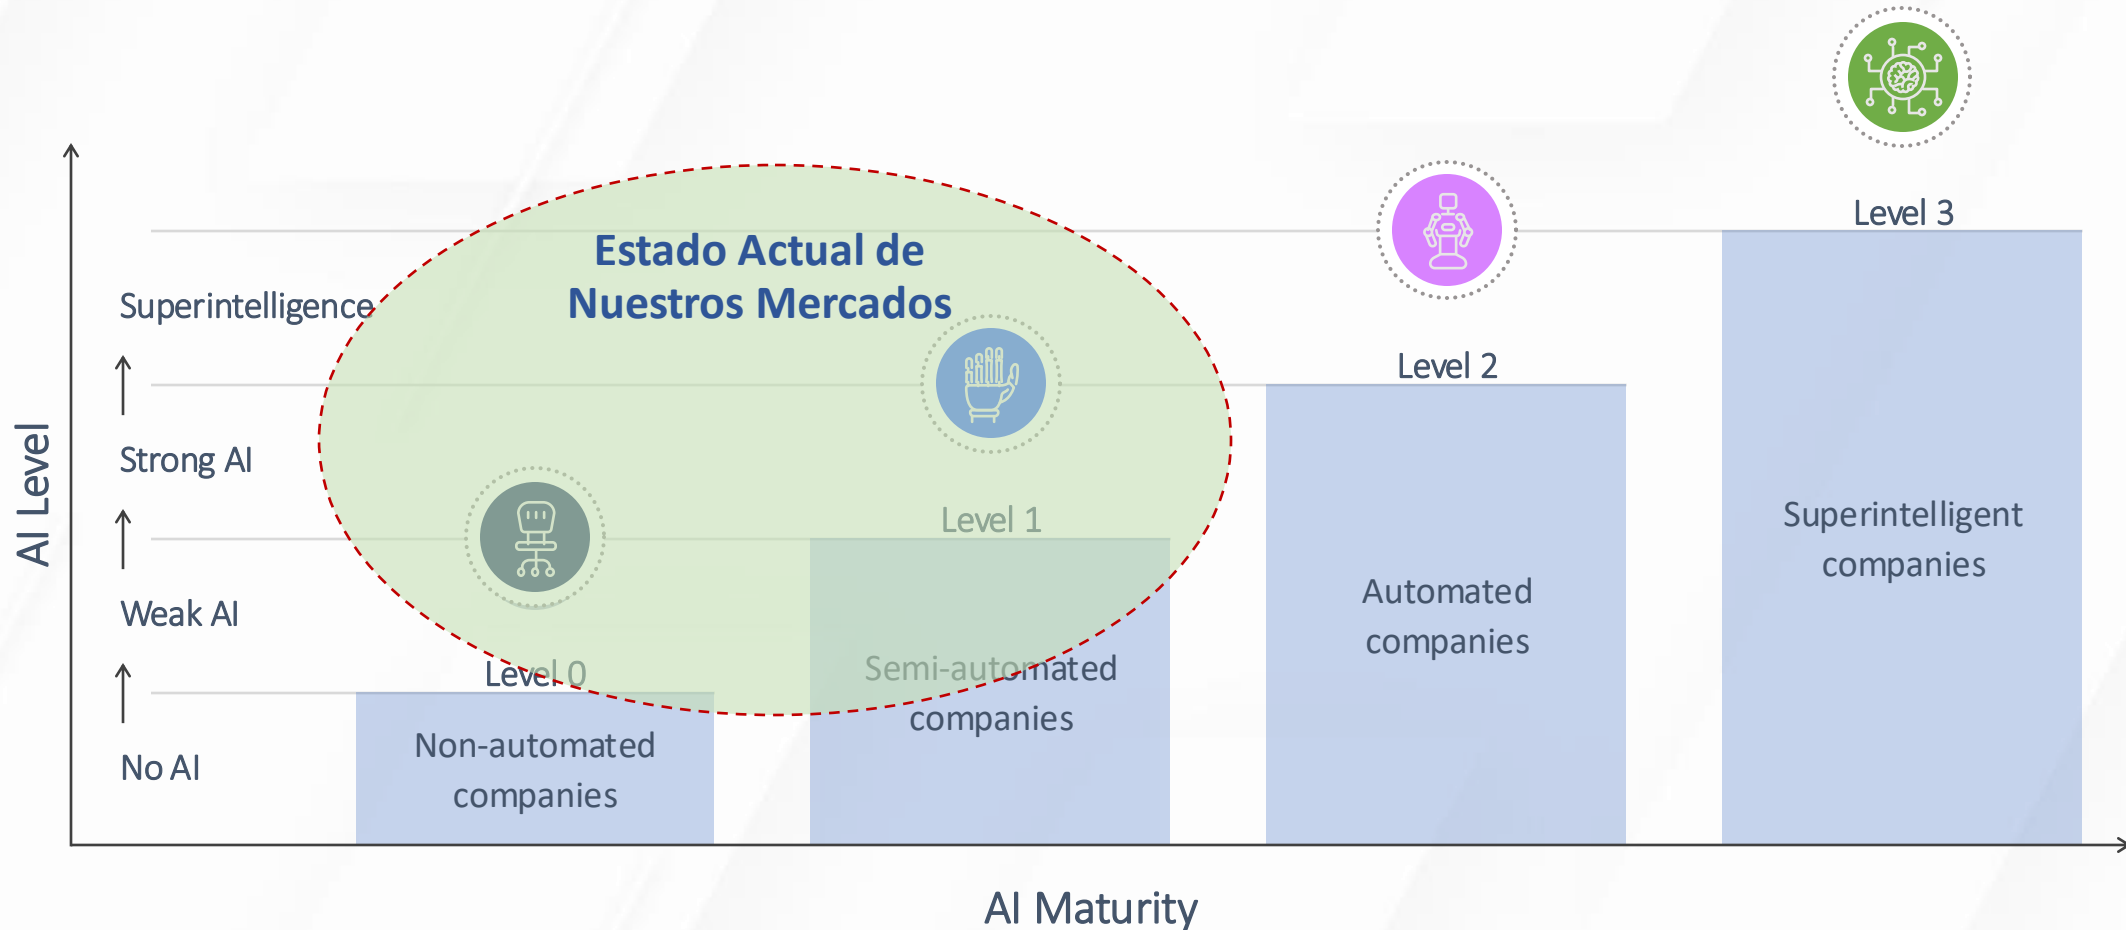 Estado Actual de
Nuestros Mercados
Superintelligence
Strong AI
Weak AI
No AI
AI Level
Level 0
Non-automated
companies
Level 1
Semi-automated
companies
Level 2
Automated
companies
Level 3
Superintelligent
companies
AI Maturity